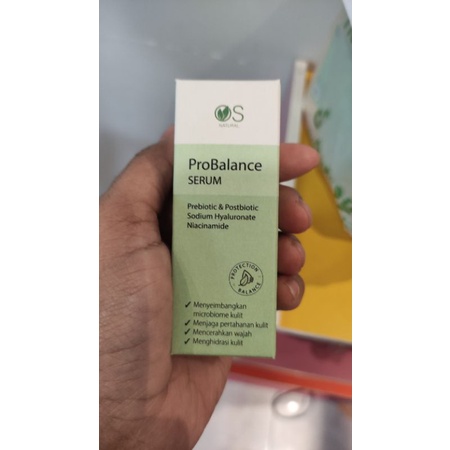 OS
NATURAL
ProBalance
SERUM
Prebiotic & Postbiotic
Sodium Hyaluronate
Niacinamide
PROTECTION
BALANCE
✓ Menyeimbangkan
microbiome kulit
✓ Menjaga pertahanan kulit
✓ Mencerahkan wajah
✓ Menghidrasi kulit